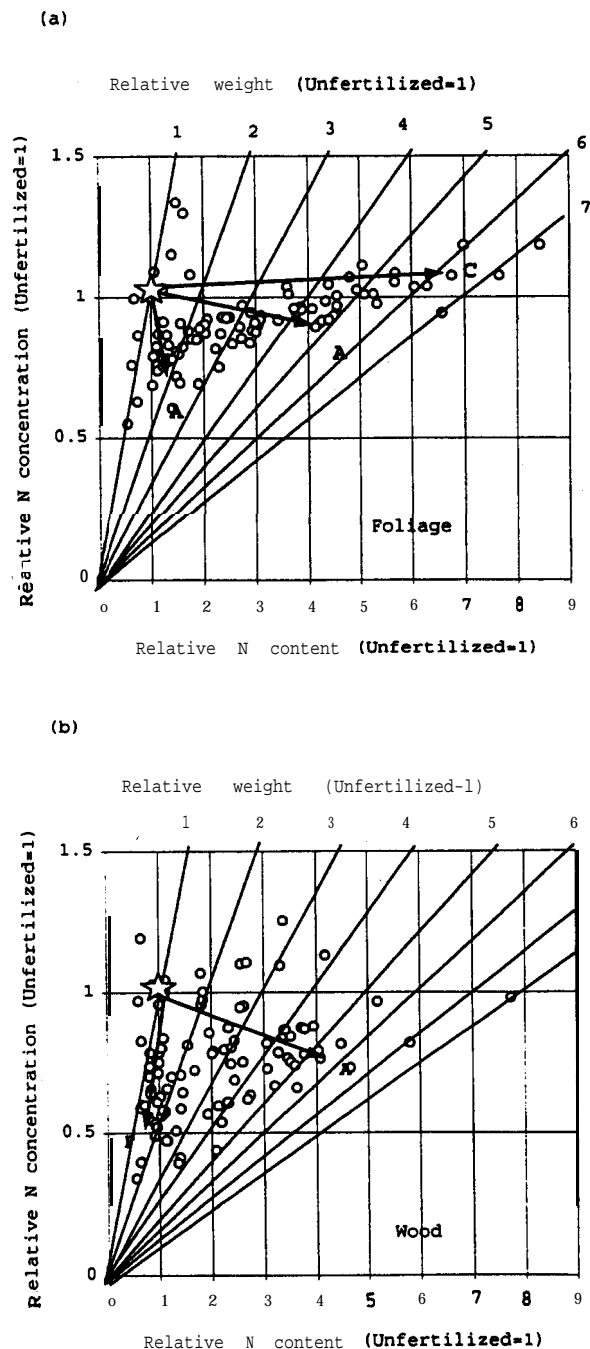 (a)
Relative weight (Unfertilized=1)
1 2 3 4 5 6 7
Relative N concentration (Unfertilized=1)
1.5
1
0.5
0
C
A
A
Foliage
o 1 2 3 4 5 6 7 8 9
Relative N content (Unfertilized=1)
(b)
Relative weight (Unfertilized-l)
1 2 3 4 5 6
Relative N concentration (Unfertilized=1)
1.5
1
0.5
0
Wood
o 1 2 3 4 5 6 7 8 9
Relative N content (Unfertilized=1)